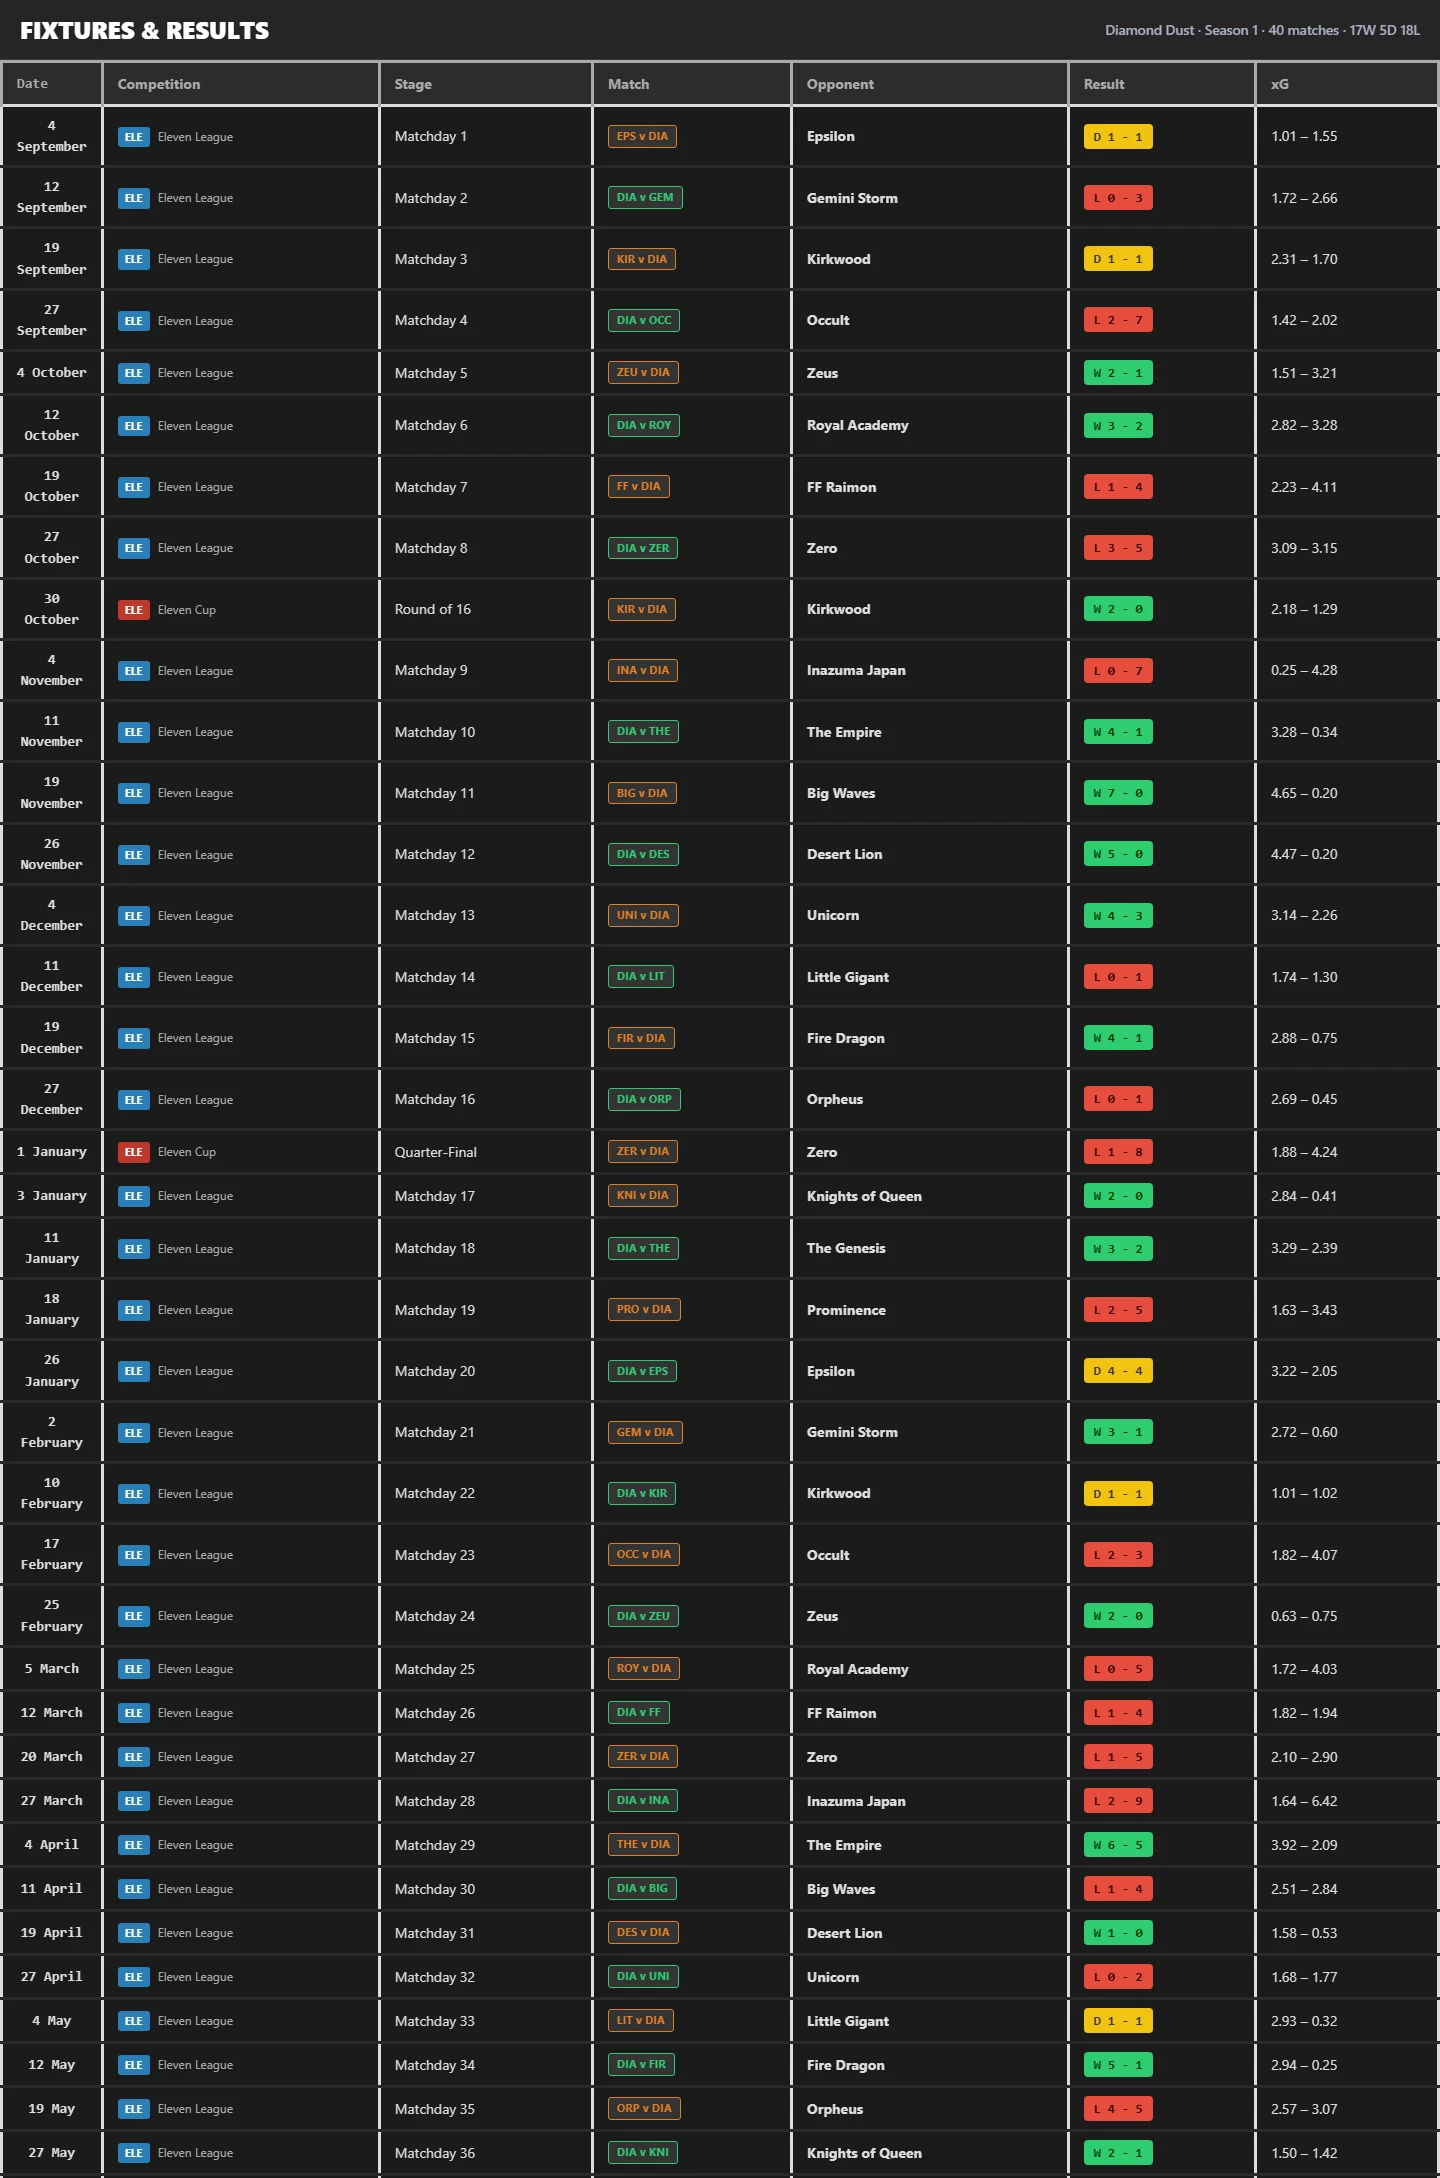 FIXTURES & RESULTS Diamond Dust · Season 1 · 40 matches · 17W 5D 18L
Date Competition Stage Match Opponent Result xG
4 September ELE Eleven League Matchday 1 EPS v DIA Epsilon D 1 - 1 1.01 – 1.55
12 September ELE Eleven League Matchday 2 DIA v GEM Gemini Storm L 0 - 3 1.72 – 2.66
19 September ELE Eleven League Matchday 3 KIR v DIA Kirkwood D 1 - 1 2.31 – 1.70
27 September ELE Eleven League Matchday 4 DIA v OCC Occult L 2 - 7 1.42 – 2.02
4 October ELE Eleven League Matchday 5 ZEU v DIA Zeus W 2 - 1 1.51 – 3.21
12 October ELE Eleven League Matchday 6 DIA v ROY Royal Academy W 3 - 2 2.82 – 3.28
19 October ELE Eleven League Matchday 7 FF v DIA FF Raimon L 1 - 4 2.23 – 4.11
27 October ELE Eleven League Matchday 8 DIA v ZER Zero L 3 - 5 3.09 – 3.15
30 October ELE Eleven Cup Round of 16 KIR v DIA Kirkwood W 2 - 0 2.18 – 1.29
4 November ELE Eleven League Matchday 9 INA v DIA Inazuma Japan L 0 - 7 0.25 – 4.28
11 November ELE Eleven League Matchday 10 DIA v THE The Empire W 4 - 1 3.28 – 0.34
19 November ELE Eleven League Matchday 11 BIG v DIA Big Waves W 7 - 0 4.65 – 0.20
26 November ELE Eleven League Matchday 12 DIA v DES Desert Lion W 5 - 0 4.47 – 0.20
4 December ELE Eleven League Matchday 13 UNI v DIA Unicorn W 4 - 3 3.14 – 2.26
11 December ELE Eleven League Matchday 14 DIA v LIT Little Gigant L 0 - 1 1.74 – 1.30
19 December ELE Eleven League Matchday 15 FIR v DIA Fire Dragon W 4 - 1 2.88 – 0.75
27 December ELE Eleven League Matchday 16 DIA v ORP Orpheus L 0 - 1 2.69 – 0.45
1 January ELE Eleven Cup Quarter-Final ZER v DIA Zero L 1 - 8 1.88 – 4.24
3 January ELE Eleven League Matchday 17 KNI v DIA Knights of Queen W 2 - 0 2.84 – 0.41
11 January ELE Eleven League Matchday 18 DIA v THE The Genesis W 3 - 2 3.29 – 2.39
18 January ELE Eleven League Matchday 19 PRO v DIA Prominence L 2 - 5 1.63 – 3.43
26 January ELE Eleven League Matchday 20 DIA v EPS Epsilon D 4 - 4 3.22 – 2.05
2 February ELE Eleven League Matchday 21 GEM v DIA Gemini Storm W 3 - 1 2.72 – 0.60
10 February ELE Eleven League Matchday 22 DIA v KIR Kirkwood D 1 - 1 1.01 – 1.02
17 February ELE Eleven League Matchday 23 OCC v DIA Occult L 2 - 3 1.82 – 4.07
25 February ELE Eleven League Matchday 24 DIA v ZEU Zeus W 2 - 0 0.63 – 0.75
5 March ELE Eleven League Matchday 25 ROY v DIA Royal Academy L 0 - 5 1.72 – 4.03
12 March ELE Eleven League Matchday 26 DIA v FF FF Raimon L 1 - 4 1.82 – 1.94
20 March ELE Eleven League Matchday 27 ZER v DIA Zero L 1 - 5 2.10 – 2.90
27 March ELE Eleven League Matchday 28 DIA v INA Inazuma Japan L 2 - 9 1.64 – 6.42
4 April ELE Eleven League Matchday 29 THE v DIA The Empire W 6 - 5 3.92 – 2.09
11 April ELE Eleven League Matchday 30 DIA v BIG Big Waves L 1 - 4 2.51 – 2.84
19 April ELE Eleven League Matchday 31 DES v DIA Desert Lion W 1 - 0 1.58 – 0.53
27 April ELE Eleven League Matchday 32 DIA v UNI Unicorn L 0 - 2 1.68 – 1.77
4 May ELE Eleven League Matchday 33 LIT v DIA Little Gigant D 1 - 1 2.93 – 0.32
12 May ELE Eleven League Matchday 34 DIA v FIR Fire Dragon W 5 - 1 2.94 – 0.25
19 May ELE Eleven League Matchday 35 ORP v DIA Orpheus L 4 - 5 2.57 – 3.07
27 May ELE Eleven League Matchday 36 DIA v KNI Knights of Queen W 2 - 1 1.50 – 1.42